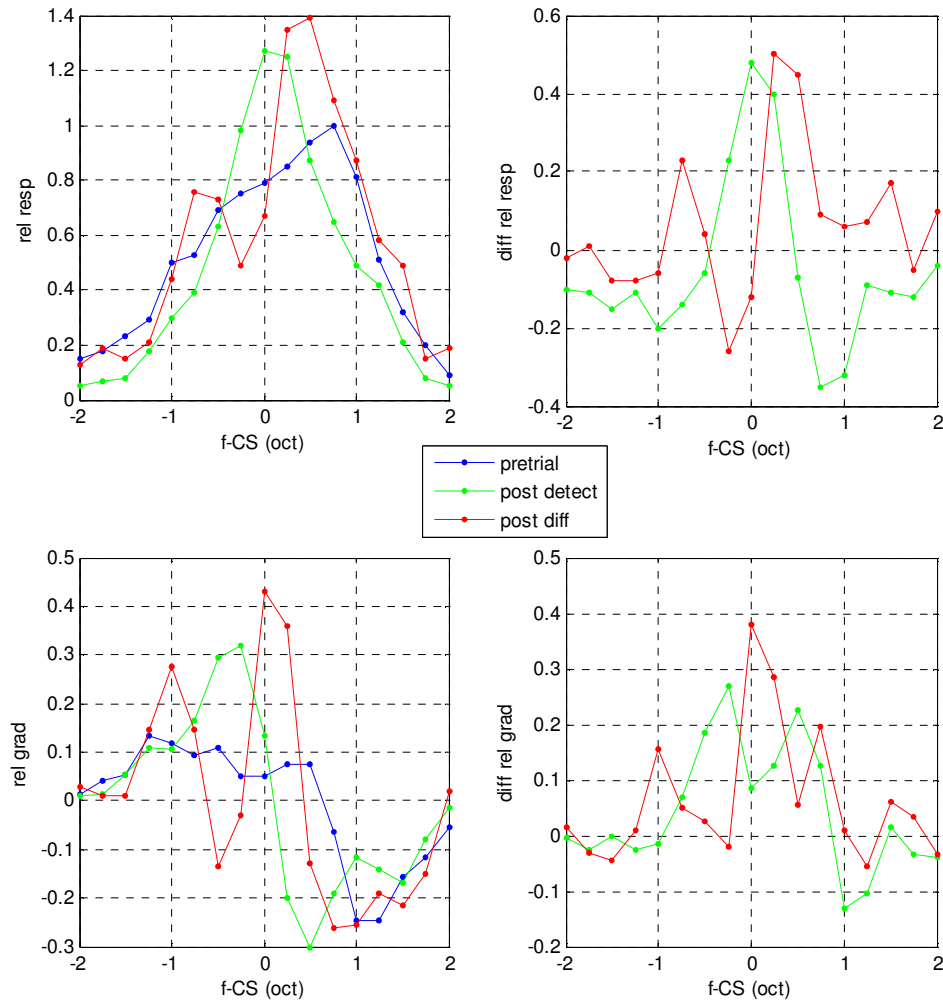 1.4
1.2
1
0.8
0.6
0.4
0.2
0
-2 -1 0 1 2
f-CS (oct)
rel resp
0.6
0.4
0.2
0
-0.2
-0.4
-2 -1 0 1 2
f-CS (oct)
diff rel resp
pretrial
post detect
post diff
0.5
0.4
0.3
0.2
0.1
0
-0.1
-0.2
-0.3
-2 -1 0 1 2
f-CS (oct)
rel grad
0.5
0.4
0.3
0.2
0.1
0
-0.1
-0.2
-2 -1 0 1 2
f-CS (oct)
diff rel grad